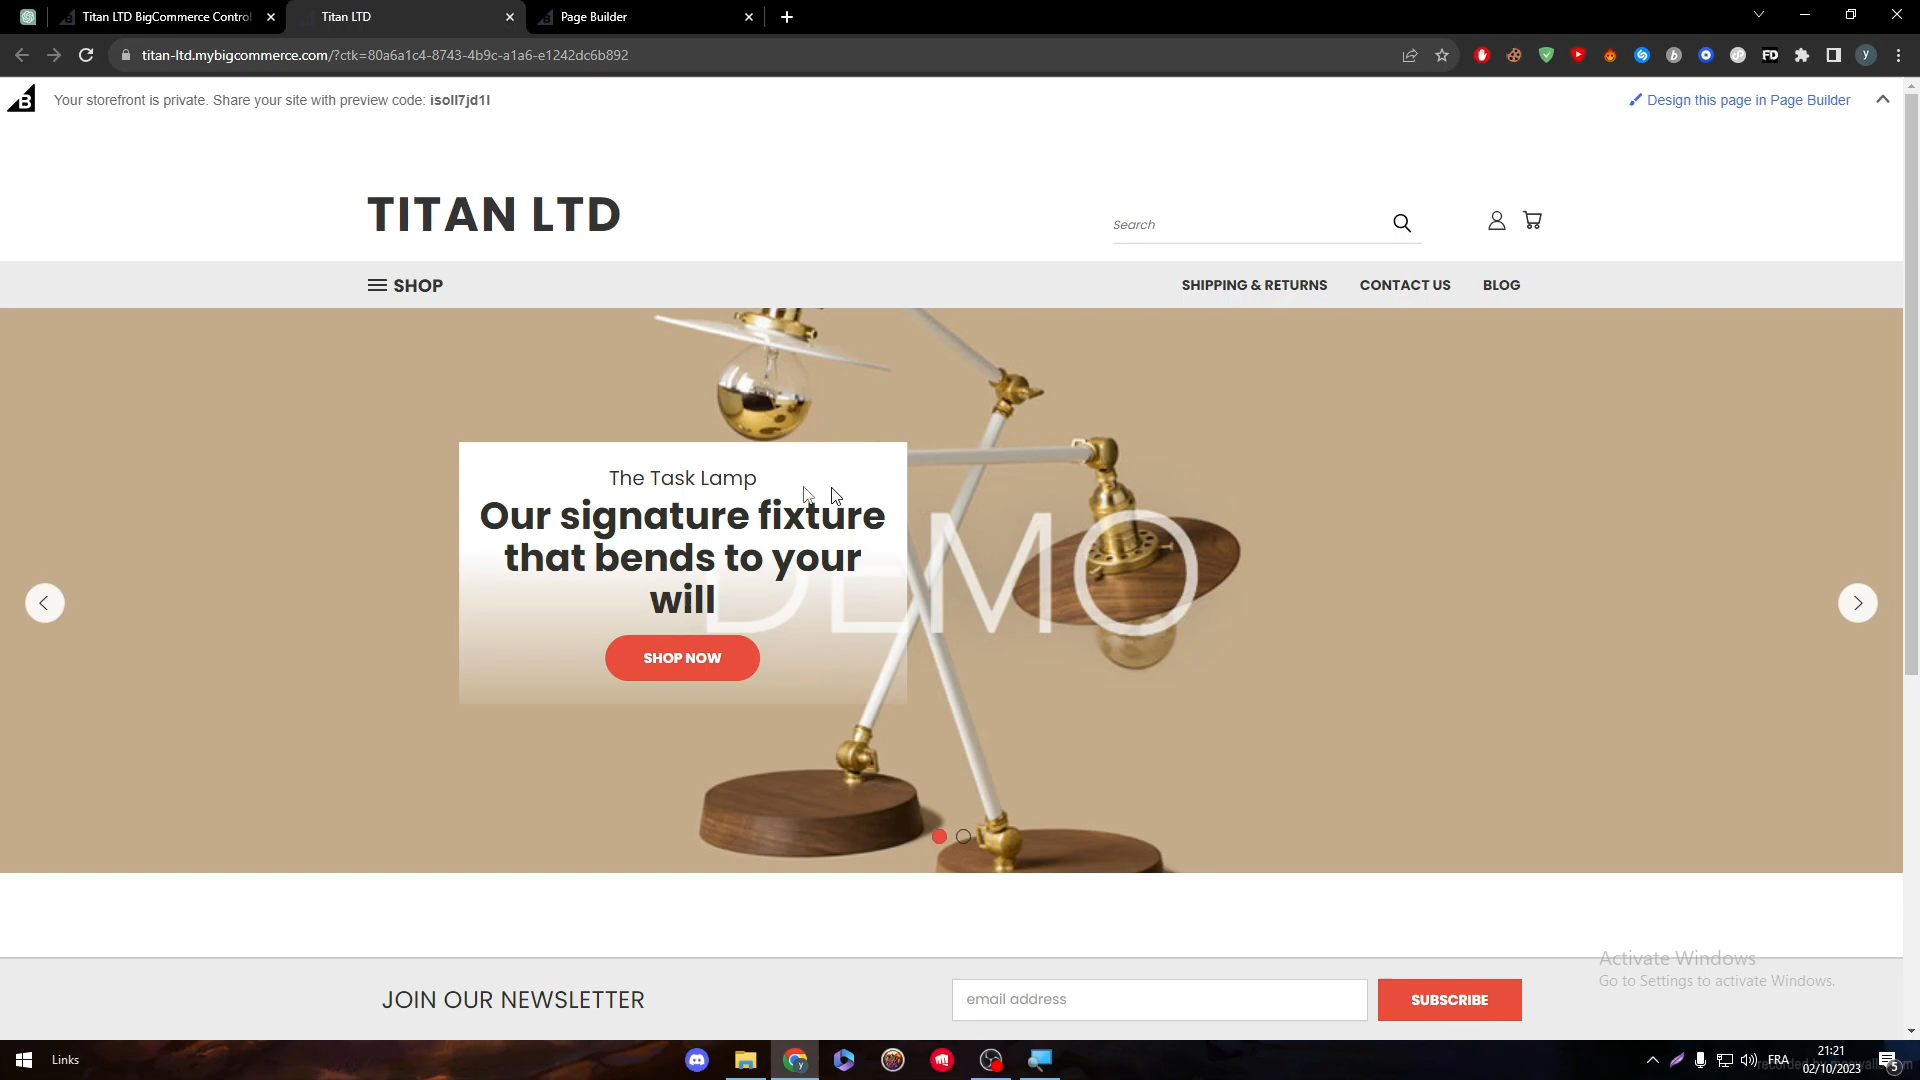 Titan LTD BigCommerce Control
Titan LTD
Page Builder
titan-ltd.mybigcommerce.com/?ctk=80a6a1c4-8743-4b9c-a1a6-e1242dc6b892
Your storefront is private. Share your site with preview code: isoll7jd1l
Design this page in Page Builder
TITAN LTD
Search
SHOP
SHIPPING & RETURNS
CONTACT US
BLOG
The Task Lamp
Our signature fixture
that bends to your
will
DEMO
SHOP NOW
JOIN OUR NEWSLETTER
email address
SUBSCRIBE
Activate Windows
Go to Settings to activate Windows.
Links
FRA
21:21
02/10/2023
5